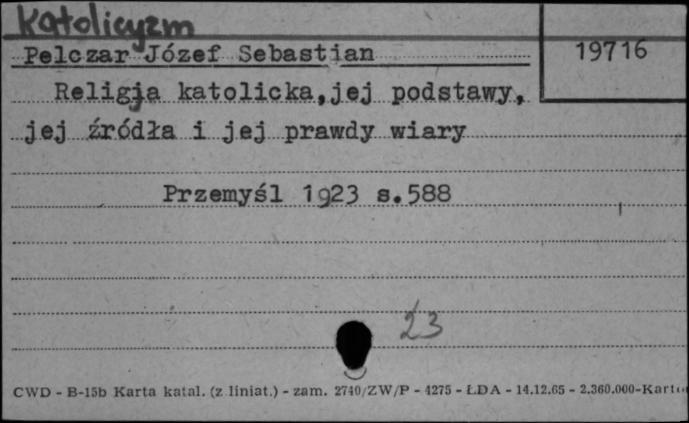 Katolicyzm
Pelczar Józef Sebastian
19716
Religja katolicka,jej podstawy,
jej źródła i jej prawdy wiary
Przemyśl 1923 s.588
23
CWD - B-15b Karta katal. (z liniat.) - zam. 2740/ZW/P - 4275 - ŁDA - 14.12.65 - 2.360.000-Karto